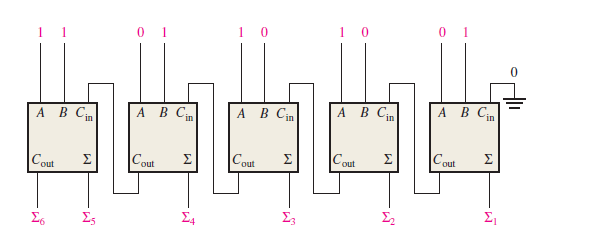 1 1 0 1 1 0 1 0 0 1
0
A B Cin A B Cin A B Cin A B Cin A B Cin
Cout Σ Cout Σ Cout Σ Cout Σ Cout Σ
Σ6 Σ5 Σ4 Σ3 Σ2 Σ1